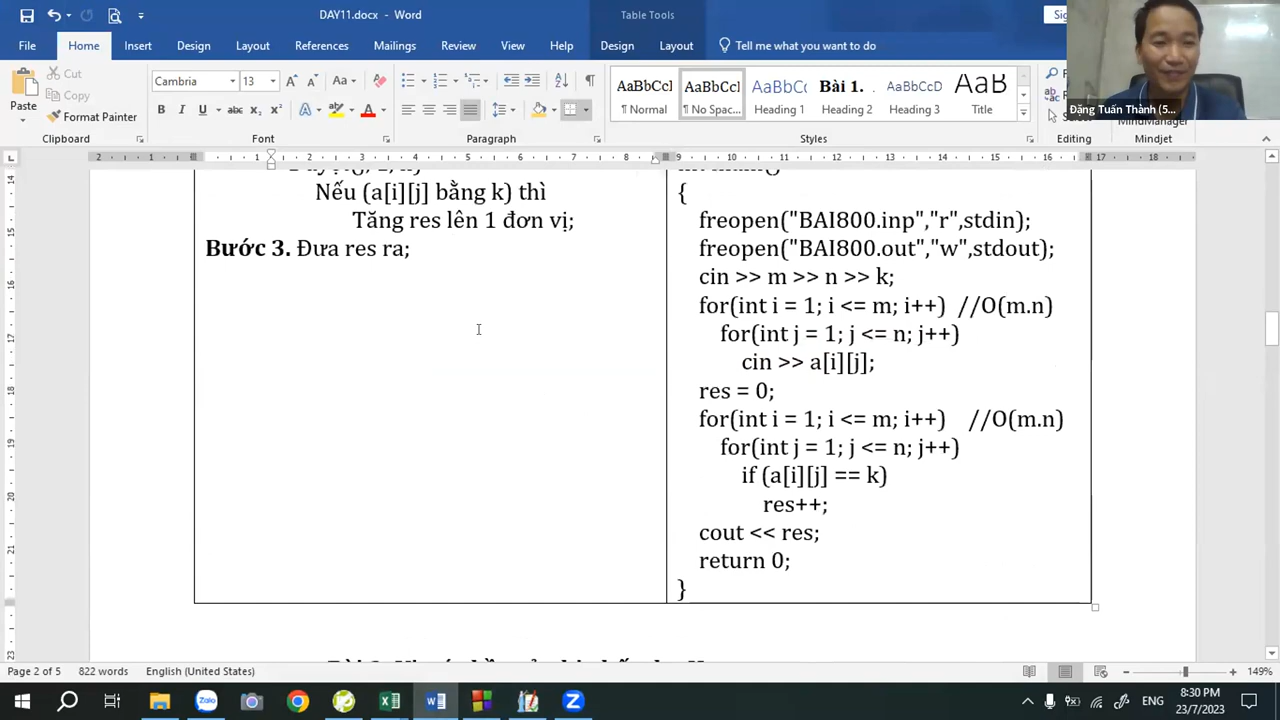 DAY11.docx - Word
Table Tools
File
Home
Insert
Design
Layout
References
Mailings
Review
View
Help
Design
Layout
Tell me what you want to do
Paste
Cut
Copy
Format Painter
Clipboard
Cambria
13
Font
Paragraph
AaBbCcI
¶ Normal
AaBbCcI
¶ No Spac...
AaBbCc
Heading 1
Bài 1.
Heading 2
AaBbCcI
Heading 3
AaB
Title
Styles
Editing
MindManager
Mindjet
Đặng Tuấn Thành (5...
Nếu (a[i][j] bằng k) thì
Tăng res lên 1 đơn vị;
Bước 3. Đưa res ra;
int main()
{
freopen("BAI800.inp","r",stdin);
freopen("BAI800.out","w",stdout);
cin >> m >> n >> k;
for(int i = 1; i <= m; i++) //O(m.n)
for(int j = 1; j <= n; j++)
cin >> a[i][j];
res = 0;
for(int i = 1; i <= m; i++) //O(m.n)
for(int j = 1; j <= n; j++)
if (a[i][j] == k)
res++;
cout << res;
return 0;
}
Page 2 of 5
822 words
English (United States)
149%
ENG
8:30 PM
23/7/2023